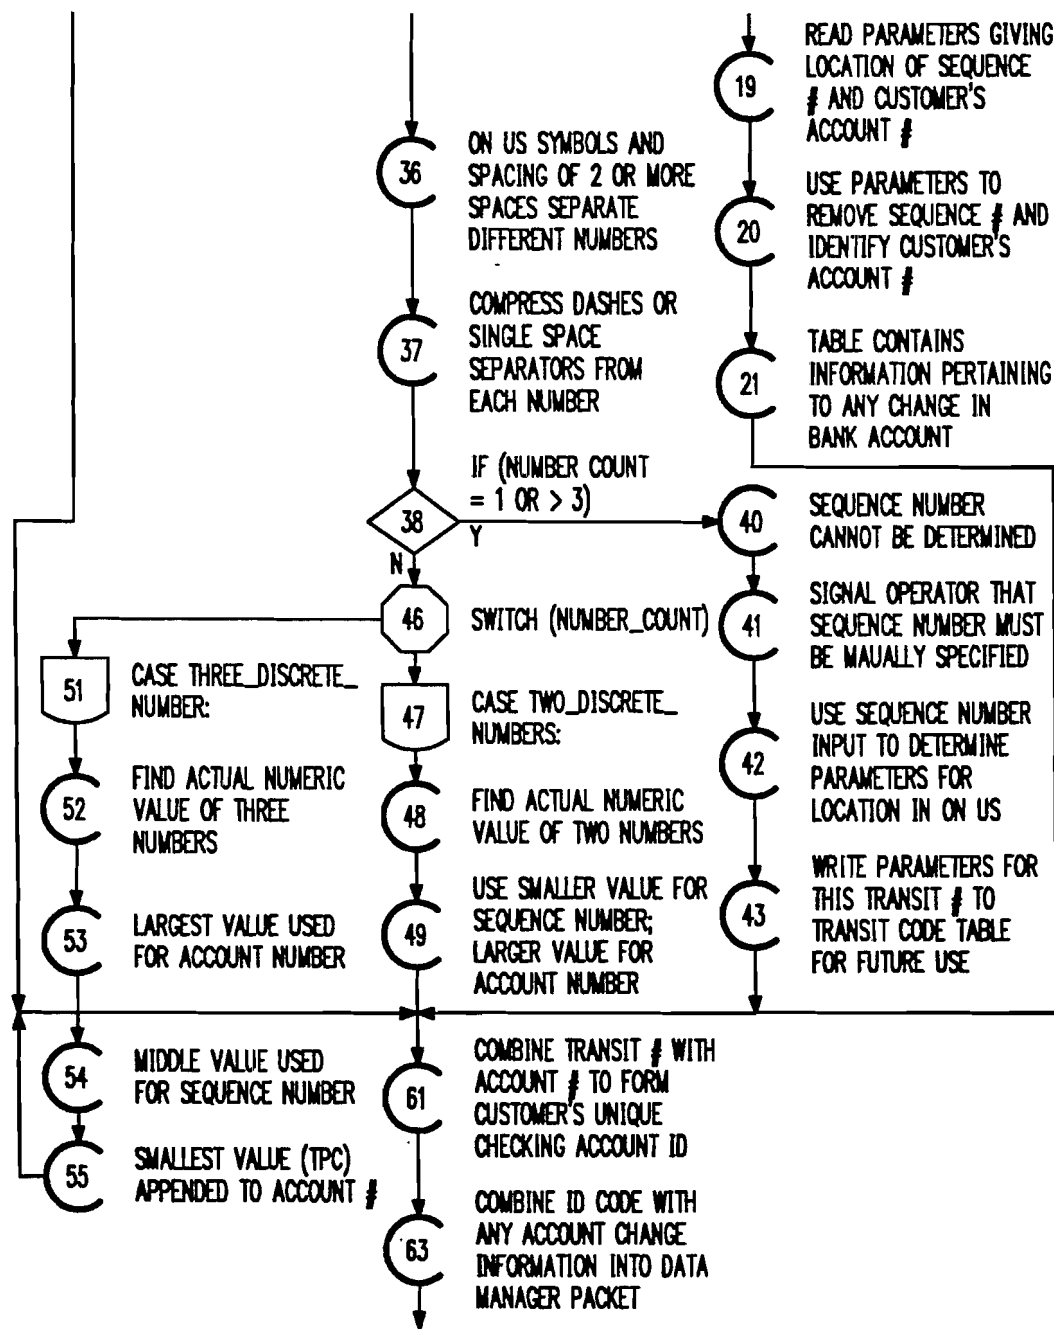 19
READ PARAMETERS GIVING
LOCATION OF SEQUENCE
# AND CUSTOMER'S
ACCOUNT #
36
ON US SYMBOLS AND
SPACING OF 2 OR MORE
SPACES SEPARATE
DIFFERENT NUMBERS
20
USE PARAMETERS TO
REMOVE SEQUENCE # AND
IDENTIFY CUSTOMER'S
ACCOUNT #
37
COMPRESS DASHES OR
SINGLE SPACE
SEPARATORS FROM
EACH NUMBER
21
TABLE CONTAINS
INFORMATION PERTAINING
TO ANY CHANGE IN
BANK ACCOUNT
38
IF (NUMBER COUNT
= 1 OR > 3)
Y
N
40
SEQUENCE NUMBER
CANNOT BE DETERMINED
46
SWITCH (NUMBER_COUNT)
41
SIGNAL OPERATOR THAT
SEQUENCE NUMBER MUST
BE MAUALLY SPECIFIED
51
CASE THREE_DISCRETE_
NUMBER:
47
CASE TWO_DISCRETE_
NUMBERS:
42
USE SEQUENCE NUMBER
INPUT TO DETERMINE
PARAMETERS FOR
LOCATION IN ON US
52
FIND ACTUAL NUMERIC
VALUE OF THREE
NUMBERS
48
FIND ACTUAL NUMERIC
VALUE OF TWO NUMBERS
43
WRITE PARAMETERS FOR
THIS TRANSIT # TO
TRANSIT CODE TABLE
FOR FUTURE USE
53
LARGEST VALUE USED
FOR ACCOUNT NUMBER
49
USE SMALLER VALUE FOR
SEQUENCE NUMBER;
LARGER VALUE FOR
ACCOUNT NUMBER
54
MIDDLE VALUE USED
FOR SEQUENCE NUMBER
61
COMBINE TRANSIT # WITH
ACCOUNT # TO FORM
CUSTOMER'S UNIQUE
CHECKING ACCOUNT ID
55
SMALLEST VALUE (TPC)
APPENDED TO ACCOUNT #
63
COMBINE ID CODE WITH
ANY ACCOUNT CHANGE
INFORMATION INTO DATA
MANAGER PACKET